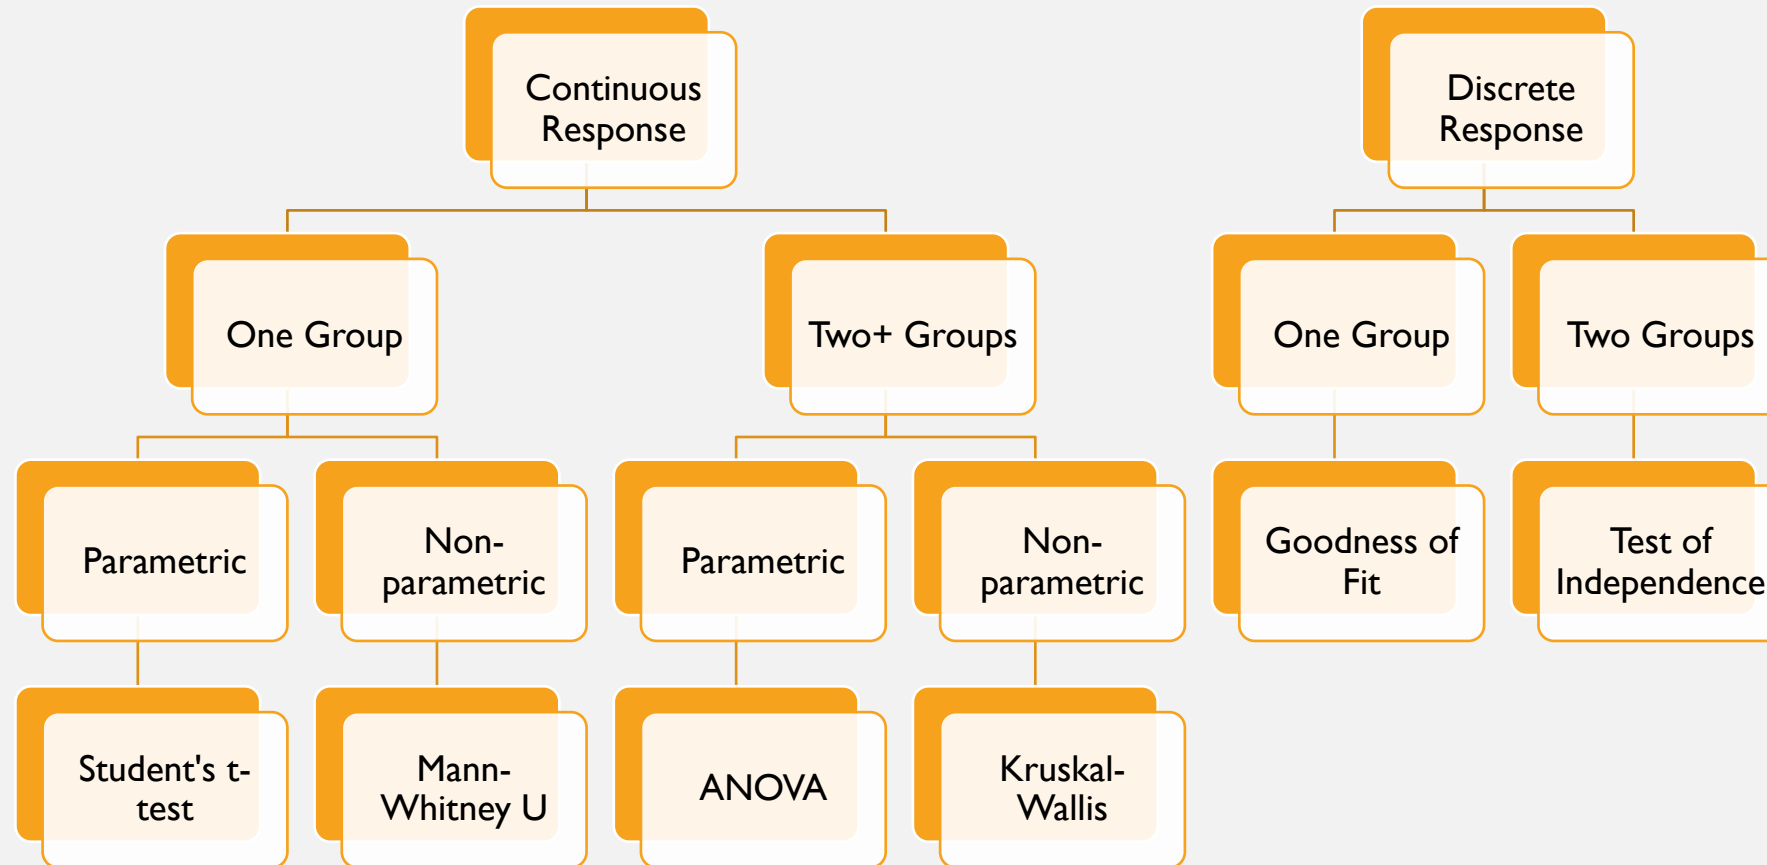 Continuous
Response
Discrete
Response
One Group
Two+ Groups
One Group
Two Groups
Parametric
Non-
parametric
Parametric
Non-
parametric
Goodness of
Fit
Test of
Independence
Student's t-
test
Mann-
Whitney U
ANOVA
Kruskal-
Wallis